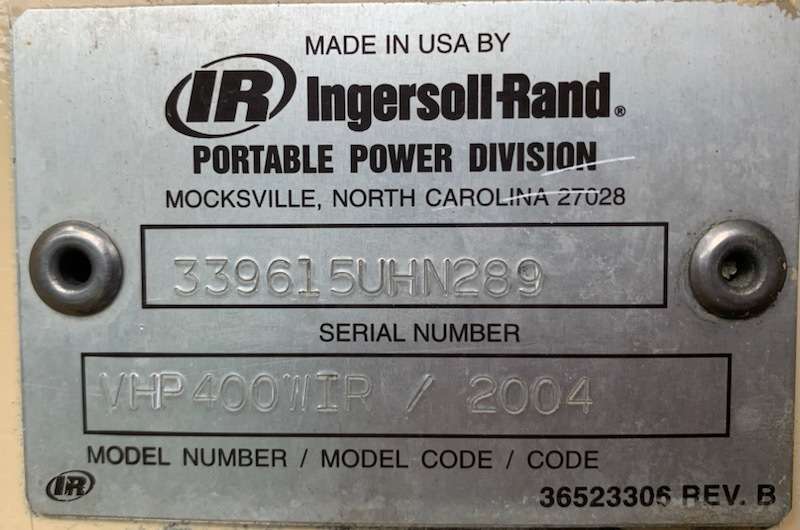 MADE IN USA BY
IR Ingersoll-Rand®
PORTABLE POWER DIVISION
MOCKSVILLE, NORTH CAROLINA 27028
339615UHN289
SERIAL NUMBER
VHP400WIR / 2004
MODEL NUMBER / MODEL CODE / CODE
IR 36523306 REV. B